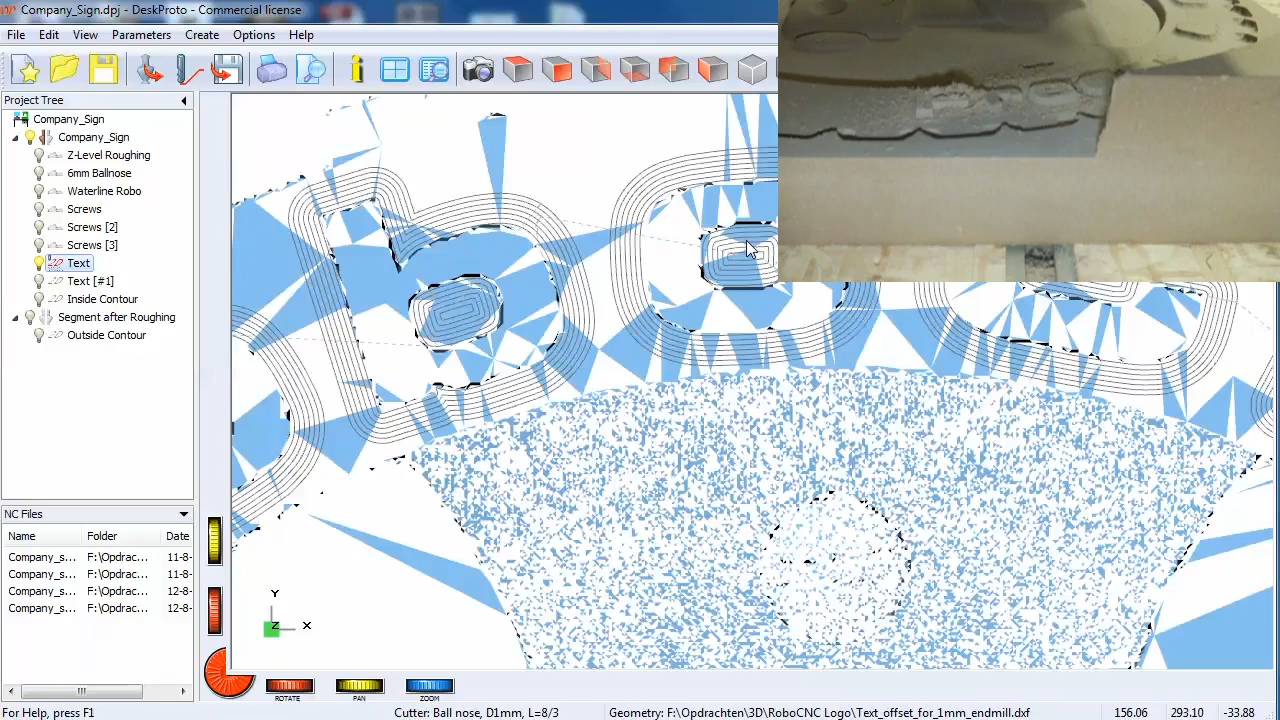 Company_Sign.dpj - DeskProto - Commercial license
File Edit View Parameters Create Options Help
Project Tree
Company_Sign
Company_Sign
Z-Level Roughing
6mm Ballnose
Waterline Robo
Screws
Screws [2]
Screws [3]
Text
Text [#1]
Inside Contour
Segment after Roughing
Outside Contour
NC Files
Name Folder Date
Company_s... F:\Opdrac... 11-8-
Company_s... F:\Opdrac... 11-8-
Company_s... F:\Opdrac... 12-8-
Company_s... F:\Opdrac... 12-8-
Y
Z X
ROTATE PAN ZOOM
For Help, press F1 Cutter: Ball nose, D1mm, L=8/3 Geometry: F:\Opdrachten\3D\RoboCNC Logo\Text_offset_for_1mm_endmill.dxf 156.06 293.10 -33.88